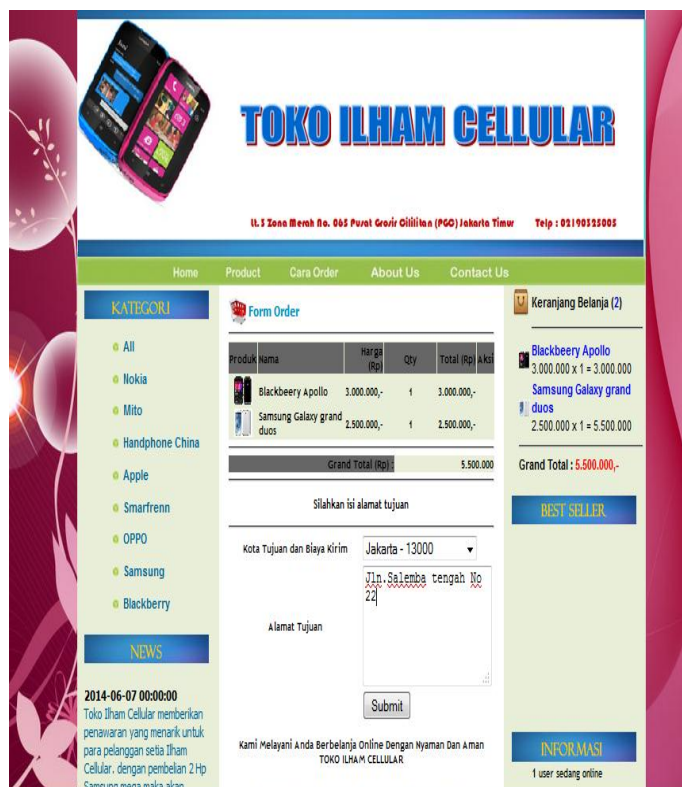 TOKO ILHAM CELLULAR
Lt.3 Zona Merah No. 065 Pusat Grosir Cililitan (PGC) Jakarta Timur Telp : 02190325005
Home Product Cara Order About Us Contact Us
KATEGORI
All
Nokia
Mito
Handphone China
Apple
Smarfrenn
OPPO
Samsung
Blackberry
NEWS
2014-06-07 00:00:00
Toko Ilham Cellular memberikan
penawaran yang menarik untuk
para pelanggan setia Ilham
Cellular. dengan pembelian 2 Hp
Samsung mega maka akan
Form Order
Produk Nama Harga (Rp) Qty Total (Rp) Aksi
Blackbeery Apollo 3.000.000,- 1 3.000.000,-
Samsung Galaxy grand duos 2.500.000,- 1 2.500.000,-
Grand Total (Rp) : 5.500.000
Silahkan isi alamat tujuan
Kota Tujuan dan Biaya Kirim Jakarta - 13000
Alamat Tujuan
Jln.Salemba tengah No
22
Submit
Kami Melayani Anda Berbelanja Online Dengan Nyaman Dan Aman
TOKO ILHAM CELLULAR
Keranjang Belanja (2)
Blackbeery Apollo
3.000.000 x 1 = 3.000.000
Samsung Galaxy grand
duos
2.500.000 x 1 = 5.500.000
Grand Total : 5.500.000,-
BEST SELLER
INFORMASI
1 user sedang online